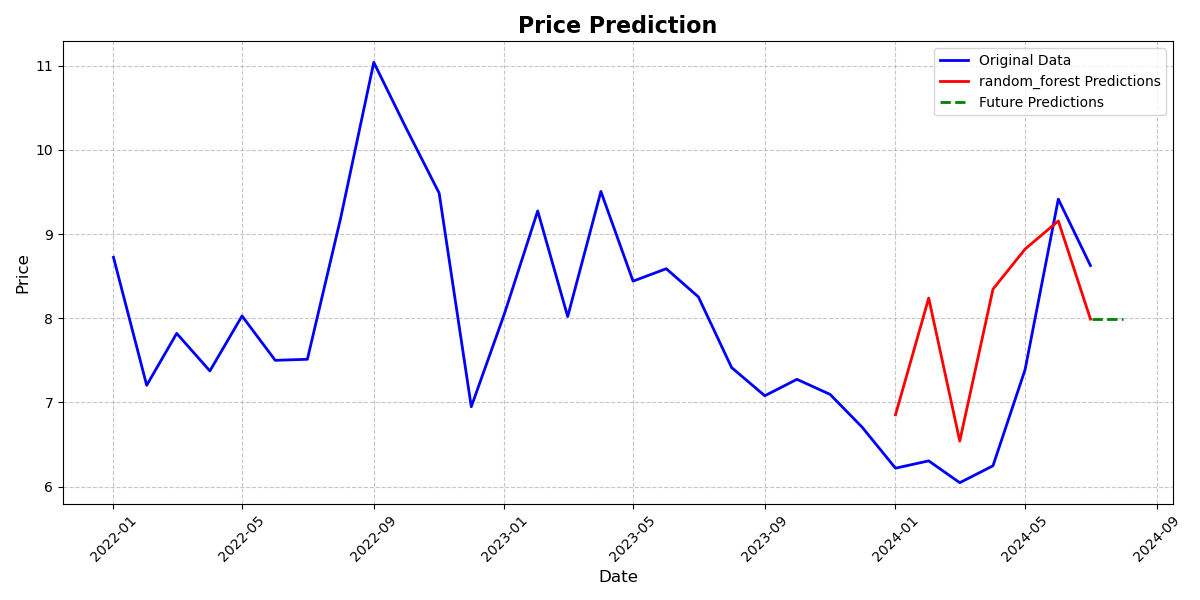 Price Prediction
Original Data
random_forest Predictions
Future Predictions
Price
11
10
9
8
7
6
2022-01
2022-05
2022-09
2023-01
2023-05
2023-09
2024-01
2024-05
2024-09
Date